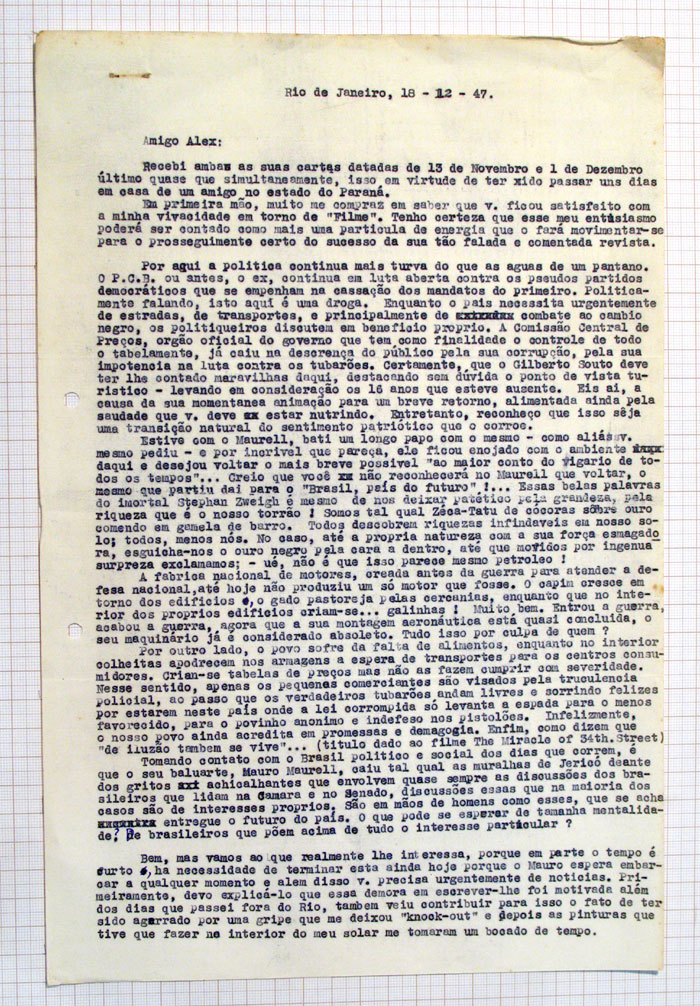 Rio de Janeiro, 18 - 12 - 47.
Amigo Alex:
Recebi ambas as suas cartas datadas de 13 de Novembro e 1 de Dezembro
último quase que simultaneamente, isso em virtude de ter xido passar uns dias
em casa de um amigo no estado do Paraná.
Em primeira mão, muito me compraz em saber que v. ficou satisfeito com
a minha vivacidade em torno de "Filme". Tenho certeza que esse meu entusiasmo
poderá ser contado como mais uma particula de energia que o fará movimentar-se
para o prosseguimento certo do sucesso da sua tão falada e comentada revista.
Por aqui a politica continua mais turva do que as aguas de um pantano.
O P.C.B. ou antes, o ex, continua em luta aberta contra os pseudos partidos
democráticos que se empenham na cassação dos mandatos do primeiro. Politica-
mente falando, isto aqui é uma droga. Enquanto o pais necessita urgentemente
de estradas, de transportes, e principalmente de combate ao cambio
negro, os politiqueiros discutem em beneficio proprio. A Comissão Central de
Preços, orgão oficial do governo que tem como finalidade o controle de todo
o tabelamento, já caiu na descrença do público pela sua corrupção, pela sua
impotencia na luta contra os tubarões. Certamente, que o Gilberto Souto deve
ter lhe contado maravilhas daqui, destacando sem dúvida o ponto de vista tu-
ristico - levando em consideração os 16 anos que esteve ausente. Eis ai, a
causa da sua momentanea animação para um breve retorno, alimentada ainda pela
saudade que v. deve xx estar nutrindo. Entretanto, reconheço que isso sêja
uma transição natural do sentimento patriótico que o corroe.
Estive com o Maurell, bati um longo papo com o mesmo - como aliás v.
mesmo pediu - e por incrivel que pareça, ele ficou enojado com o ambiente
daqui e desejou voltar o mais breve possivel "ao maior conto do vigario de to-
dos os tempos"... Creio que você xx não reconhecerá no Maurell que voltar, o
mesmo que partiu dai para o "Brasil, país do futuro" !... Essas belas palavras
do imortal Stephan Zweigh e mesmo de nos deixar patético pela grandeza, pela
riqueza que é o nosso torrão ! Somos tal qual Zéca-Tatu de cócoras sôbre ouro
comendo em gamela de barro. Todos descobrem riquezas infindaveis em nosso so-
lo; todos, menos nós. No caso, até a propria natureza com a sua força esmagado
ra, esguicha-nos o ouro negro pela cara a dentro, até que movidos por ingenua
surpreza exclamamos; - ué, não é que isso parece mesmo petroleo !
A fabrica nacional de motores, creada antes da guerra para atender a de-
fesa nacional,até hoje não produziu um só motor que fosse. O capim cresce em
torno dos edificios ,o gado pastoreja pelas cercanias, enquanto que no inte-
rior dos proprios edificios criam-se... galinhas ! Muito bem. Entrou a guerra,
acabou a guerra, agora que a sua montagem aeronáutica está quasi concluida, o
seu maquinário já é considerado absoleto. Tudo isso por culpa de quem ?
Por outro lado, o povo sofre da falta de alimentos, enquanto no interior
colheitas apodrecem nos armazens a espera de transportes para os centros consu-
midores. Crian-se tabelas de preços mas não as fazem cumprir com severidade.
Nesse sentido, apenas os pequenas comerciantes são visados pela truculencia
policial, ao passo que os verdadeiros tubarões andam livres e sorrindo felizes
por estarem neste país onde a lei corrompida só levanta a espada para o menos
favorecido, para o povinho anonimo e indefeso nos pistolões. Infelizmente,
o nosso povo ainda acredita em promessas e demagogia. Enfim, como dizem que
"de iluzão tambem se vive"... (titulo dado ao filme The Miracle of 34th.Street)
Tomando contato com o Brasil politico e social dos dias que correm, é
que o seu baluarte, Mauro Maurell, caiu tal qual as muralhas de Jericó deante
dos gritos achicalhantes que envolvem quase sempre as discussões dos bra-
sileiros que lidam na Camara e no Senado, discussões essas que na maioria dos
casos são de interesses proprios. São em mãos de homens como esses, que se acha
entregue o futuro do país. O que pode se esperar de tamanha mentalida-
de? De brasileiros que põem acima de tudo o interesse particular ?
Bem, mas vamos ao que realmente lhe interessa, porque em parte o tempo é
curto ,ha necessidade de terminar esta ainda hoje porque o Mauro espera embar-
car a qualquer momento e alem disso v. precisa urgentemente de noticias. Pri-
meiramente, devo explicá-lo que essa demora em escrever-lhe foi motivada além
dos dias que passei fora do Rio, tambem veiu contribuir para isso o fato de ter
sido agarrado por uma gripe que me deixou "knock-out" e depois as pinturas que
tive que fazer no interior do meu solar me tomaram um bocado de tempo.